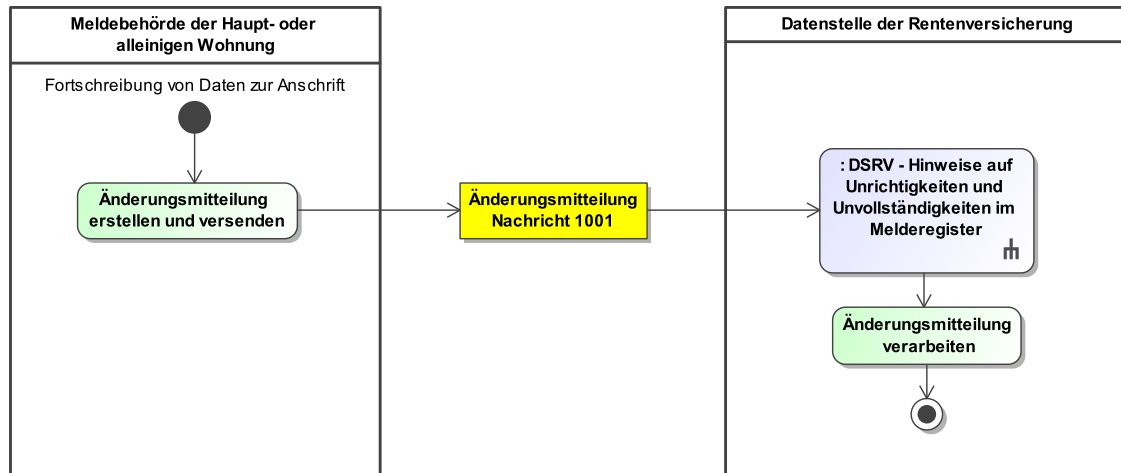 Meldebehörde der Haupt- oder
alleinigen Wohnung
Fortschreibung von Daten zur Anschrift
Änderungsmitteilung
erstellen und versenden
Änderungsmitteilung
Nachricht 1001
Datenstelle der Rentenversicherung
: DSRV - Hinweise auf
Unrichtigkeiten und
Unvollständigkeiten im
Melderegister
Änderungsmitteilung
verarbeiten